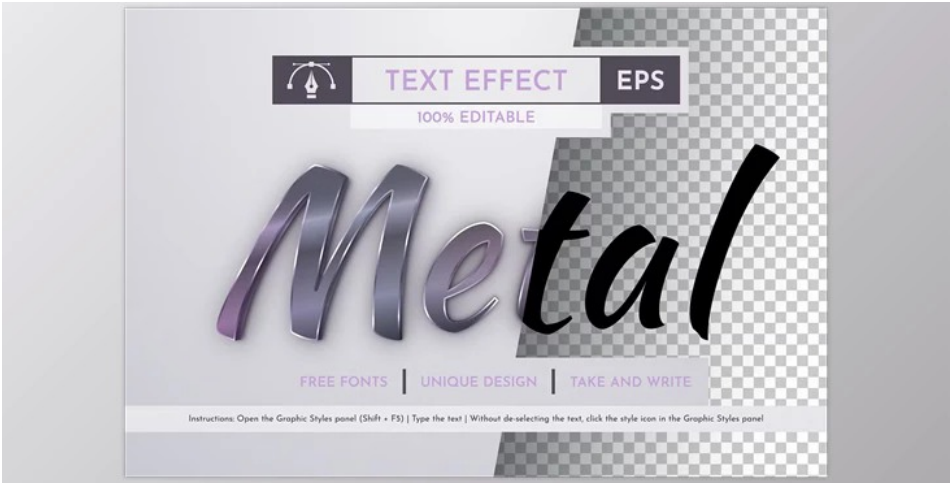 TEXT EFFECT EPS
100% EDITABLE
Metal
FREE FONTS | UNIQUE DESIGN | TAKE AND WRITE
Instructions: Open the Graphic Styles panel (Shift + F5) | Type the text | Without de-selecting the text, click the style icon in the Graphic Styles panel